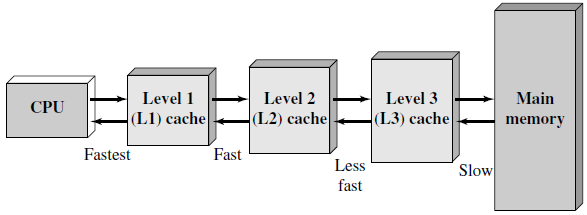 CPU
Level 1
(L1) cache
Level 2
(L2) cache
Level 3
(L3) cache
Main
memory
Fastest
Fast
Less
fast
Slow